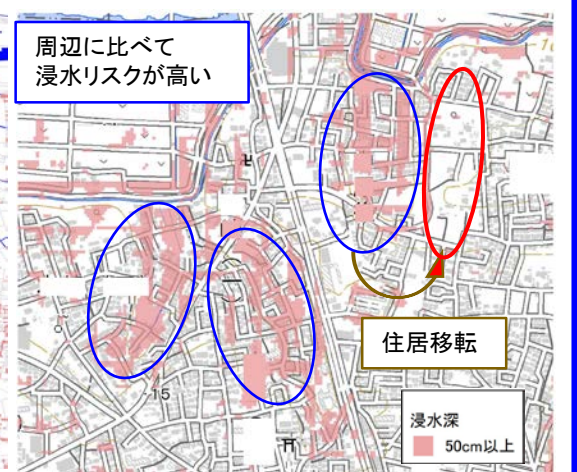 周辺に比べて
浸水リスクが高い
住居移転
15
浸水深
50cm以上